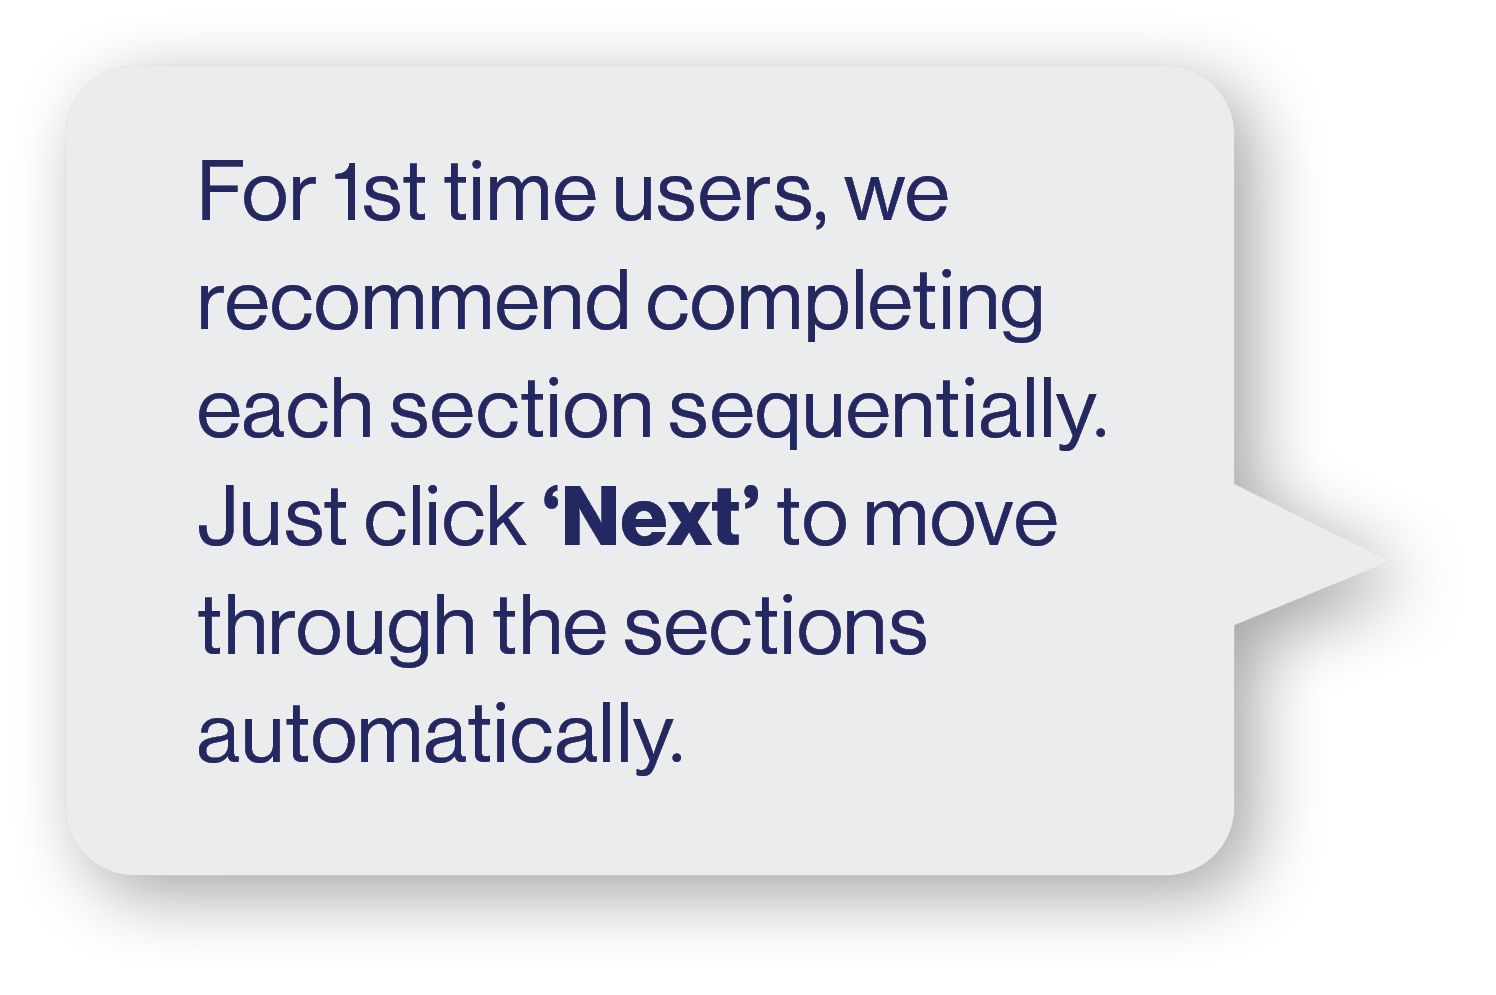 For 1st time users, we
recommend completing
each section sequentially.
Just click ‘Next’ to move
through the sections
automatically.